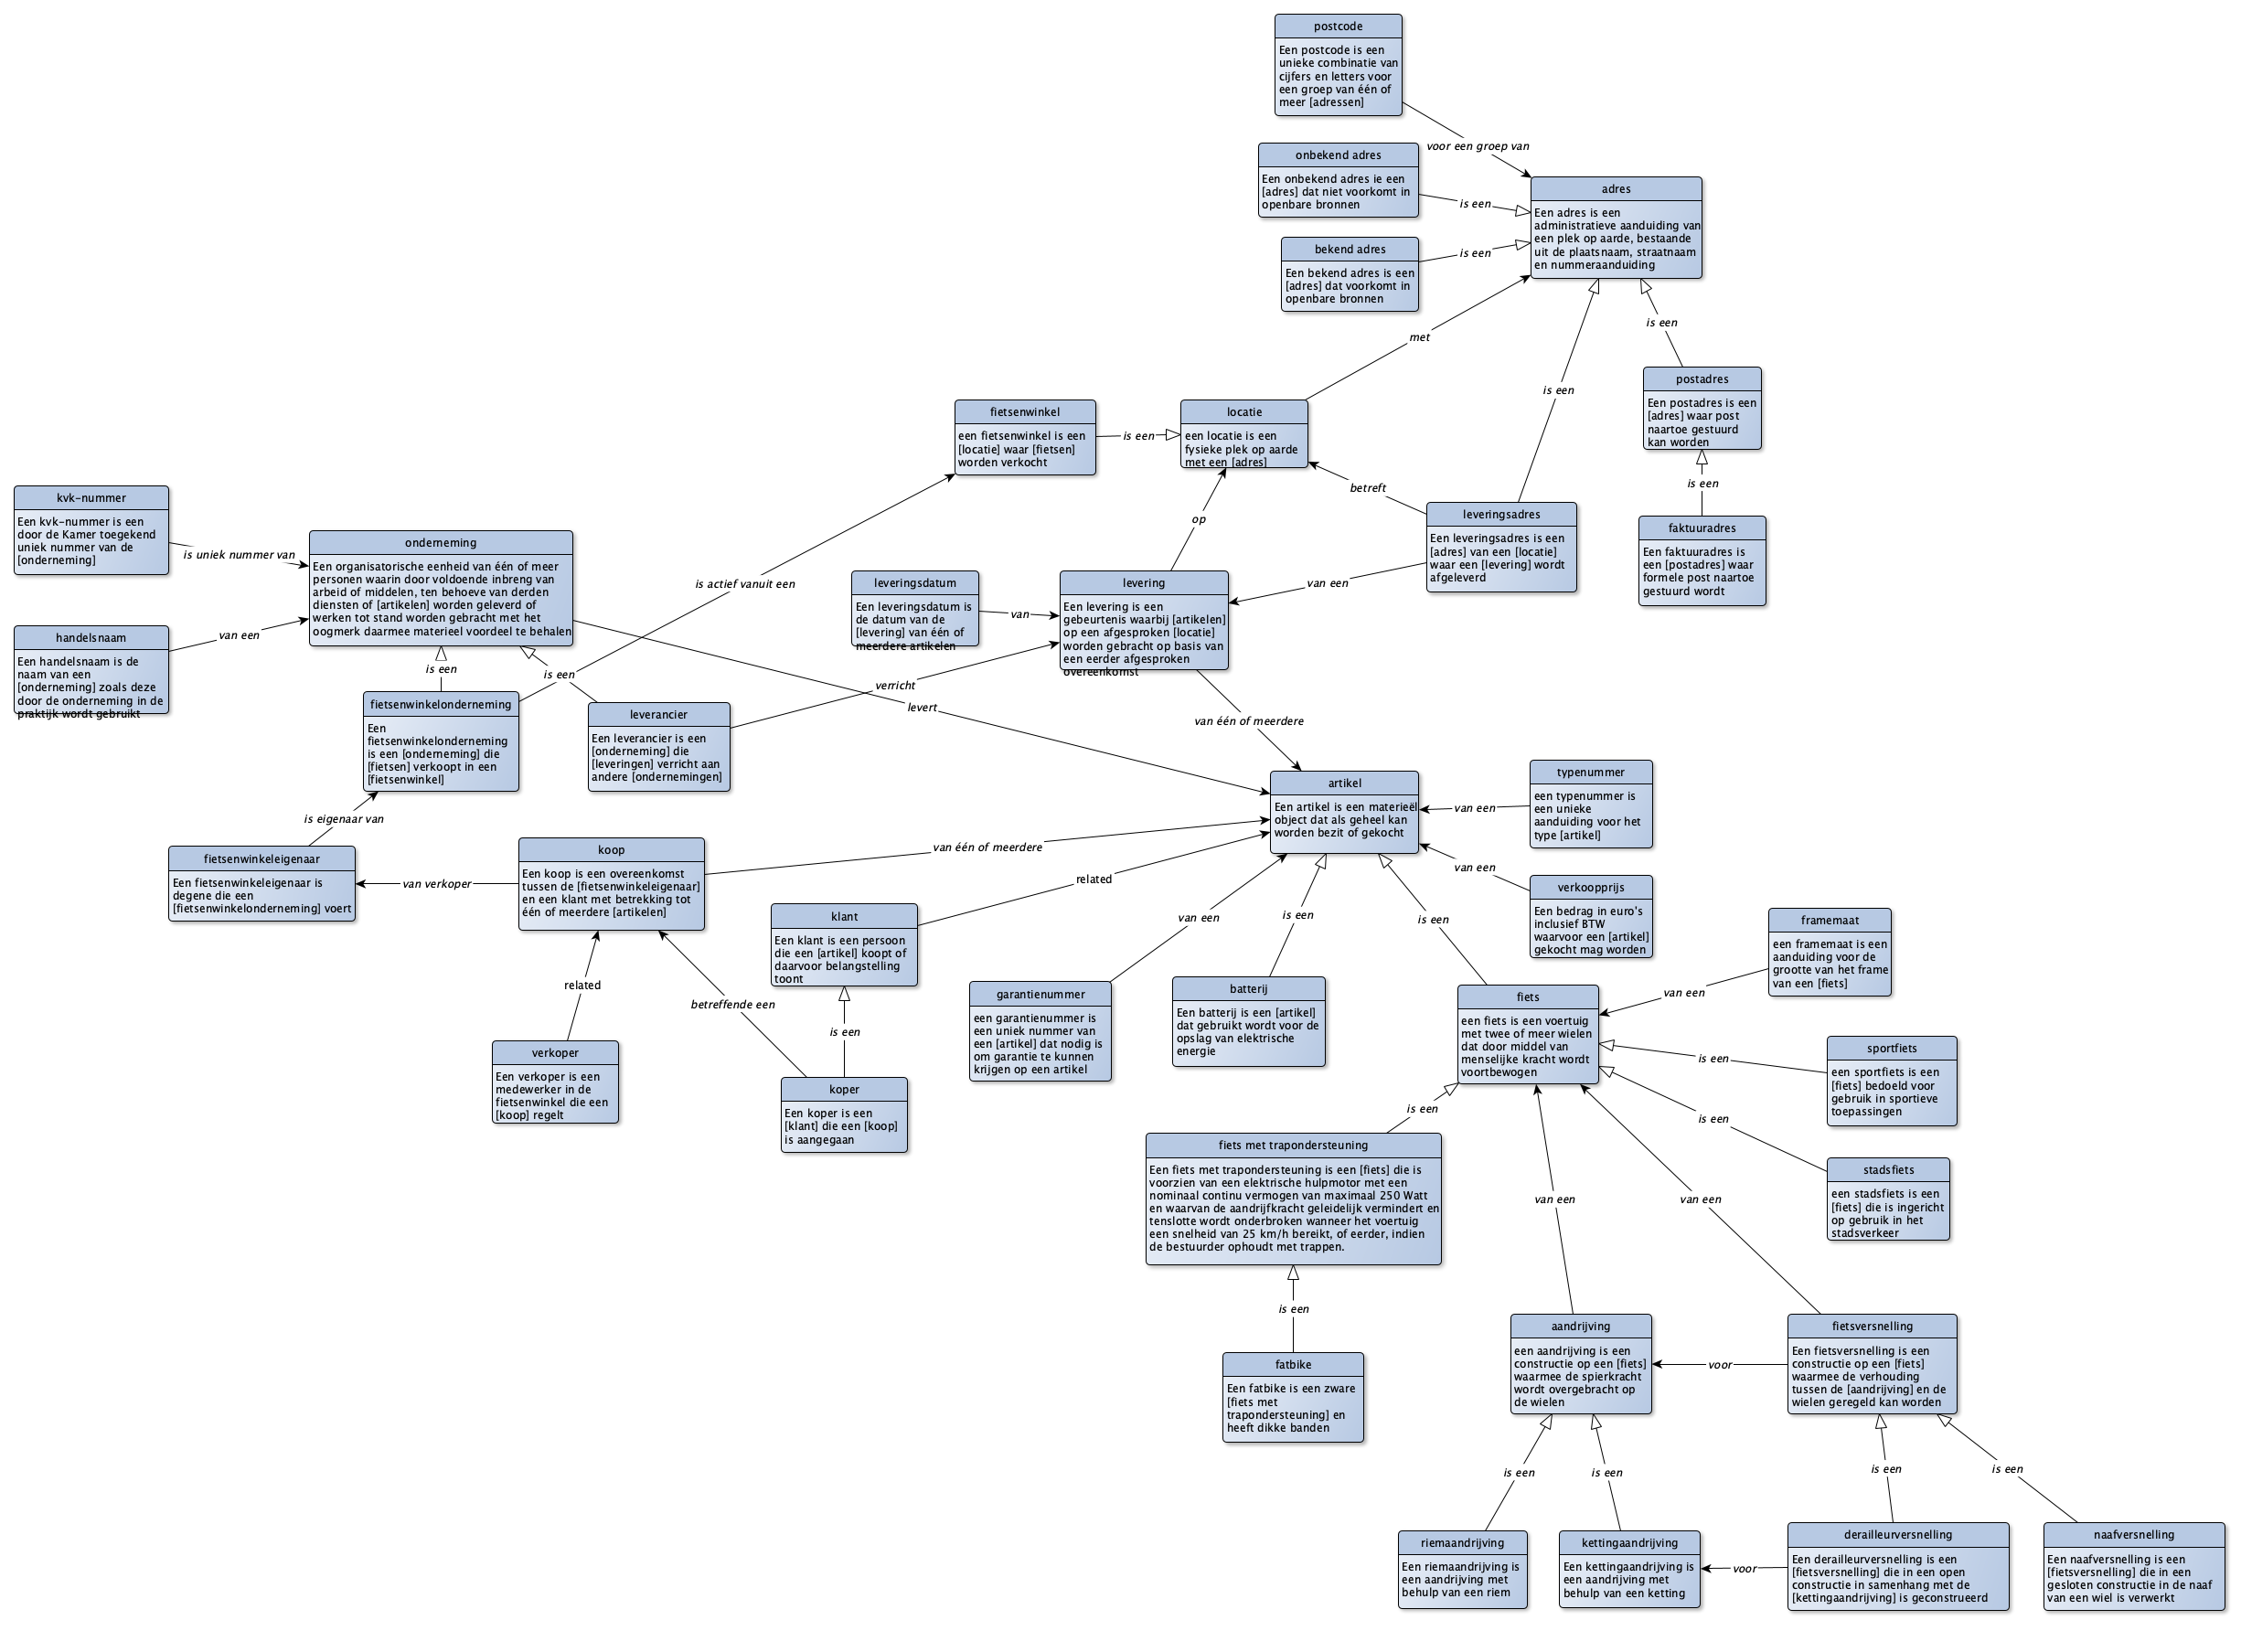 postcode
Een postcode is een
unieke combinatie van
cijfers en letters voor
een groep van één of
meer [adressen]
voor een groep van
onbekend adres
Een onbekend adres ie een
[adres] dat niet voorkomt in
openbare bronnen
is een
adres
Een adres is een
administratieve aanduiding van
een plek op aarde, bestaande
uit de plaatsnaam, straatnaam
en nummeraanduiding
bekend adres
Een bekend adres is een
[adres] dat voorkomt in
openbare bronnen
is een
is een
met
is een
postadres
Een postadres is een
[adres] waar post
naartoe gestuurd
kan worden
fietsenwinkel
een fietsenwinkel is een
[locatie] waar [fietsen]
worden verkocht
is een
locatie
een locatie is een
fysieke plek op aarde
met een [adres]
is een
betreft
op
leveringsadres
Een leveringsadres is een
[adres] van een [locatie]
waar een [levering] wordt
afgeleverd
faktuuradres
Een faktuuradres is
een [postadres] waar
formele post naartoe
gestuurd wordt
kvk-nummer
Een kvk-nummer is een
door de Kamer toegekend
uniek nummer van de
[onderneming]
is uniek nummer van
onderneming
Een organisatorische eenheid van één of meer
personen waarin door voldoende inbreng van
arbeid of middelen, ten behoeve van derden
diensten of [artikelen] worden geleverd of
werken tot stand worden gebracht met het
oogmerk daarmee materieel voordeel te behalen
is actief vanuit een
leveringsdatum
Een leveringsdatum is
de datum van de
[levering] van één of
meerdere artikelen
van
levering
Een levering is een
gebeurtenis waarbij [artikelen]
op een afgesproken [locatie]
worden gebracht op basis van
een eerder afgesproken
overeenkomst
van een
handelsnaam
Een handelsnaam is de
naam van een
[onderneming] zoals deze
door de onderneming in de
praktijk wordt gebruikt
van een
is een
is een
verricht
levert
van één of meerdere
fietsenwinkelonderneming
Een
fietsenwinkelonderneming
is een [onderneming] die
[fietsen] verkoopt in een
[fietsenwinkel]
leverancier
Een leverancier is een
[onderneming] die
[leveringen] verricht aan
andere [ondernemingen]
artikel
Een artikel is een materieël
object dat als geheel kan
worden bezit of gekocht
van een
typenummer
een typenummer is
een unieke
aanduiding voor het
type [artikel]
is eigenaar van
fietsenwinkeleigenaar
Een fietsenwinkeleigenaar is
degene die een
[fietsenwinkelonderneming] voert
van verkoper
koop
Een koop is een overeenkomst
tussen de [fietsenwinkeleigenaar]
en een klant met betrekking tot
één of meerdere [artikelen]
van één of meerdere
related
van een
verkoopprijs
Een bedrag in euro's
inclusief BTW
waarvoor een [artikel]
gekocht mag worden
klant
Een klant is een persoon
die een [artikel] koopt of
daarvoor belangstelling
toont
van een
is een
is een
framemaat
een framemaat is een
aanduiding voor de
grootte van het frame
van een [fiets]
related
betreffende een
is een
garantienummer
een garantienummer is
een uniek nummer van
een [artikel] dat nodig is
om garantie te kunnen
krijgen op een artikel
batterij
Een batterij is een [artikel]
dat gebruikt wordt voor de
opslag van elektrische
energie
fiets
een fiets is een voertuig
met twee of meer wielen
dat door middel van
menselijke kracht wordt
voortbewogen
van een
verkoper
Een verkoper is een
medewerker in de
fietsenwinkel die een
[koop] regelt
koper
Een koper is een
[klant] die een [koop]
is aangegaan
is een
sportfiets
een sportfiets is een
[fiets] bedoeld voor
gebruik in sportieve
toepassingen
is een
is een
fiets met trapondersteuning
Een fiets met trapondersteuning is een [fiets] die is
voorzien van een elektrische hulpmotor met een
nominaal continu vermogen van maximaal 250 Watt
en waarvan de aandrijfkracht geleidelijk vermindert en
tenslotte wordt onderbroken wanneer het voertuig
een snelheid van 25 km/h bereikt, of eerder, indien
de bestuurder ophoudt met trappen.
van een
van een
stadsfiets
een stadsfiets is een
[fiets] die is ingericht
op gebruik in het
stadsverkeer
is een
fatbike
Een fatbike is een zware
[fiets met
trapondersteuning] en
heeft dikke banden
aandrijving
een aandrijving is een
constructie op een [fiets]
waarmee de spierkracht
wordt overgebracht op
de wielen
voor
fietsversnelling
Een fietsversnelling is een
constructie op een [fiets]
waarmee de verhouding
tussen de [aandrijving] en de
wielen geregeld kan worden
is een
is een
is een
is een
riemaandrijving
Een riemaandrijving is
een aandrijving met
behulp van een riem
kettingaandrijving
Een kettingaandrijving is
een aandrijving met
behulp van een ketting
voor
derailleurversnelling
Een derailleurversnelling is een
[fietsversnelling] die in een open
constructie in samenhang met de
[kettingaandrijving] is geconstrueerd
naafversnelling
Een naafversnelling is een
[fietsversnelling] die in een
gesloten constructie in de naaf
van een wiel is verwerkt